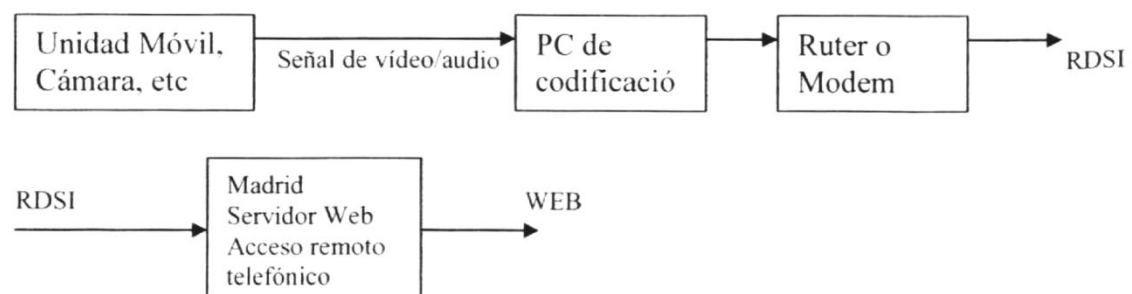 Unidad Móvil,
Cámara, etc
Señal de vídeo/audio
PC de
codificació
Ruter o
Modem
RDSI
RDSI
Madrid
Servidor Web
Acceso remoto
telefónico
WEB